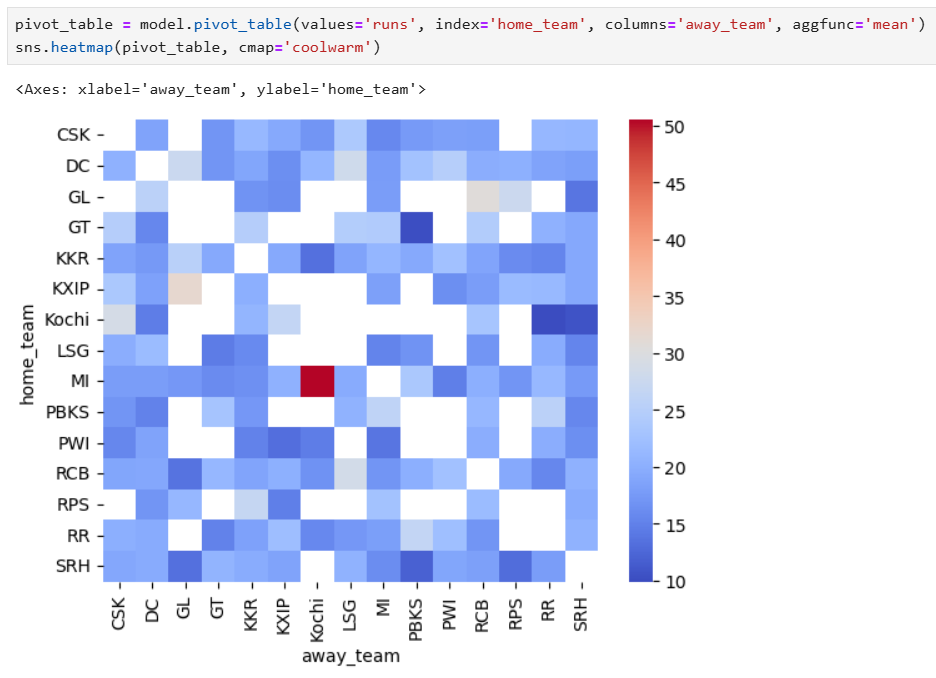 pivot_table = model.pivot_table(values='runs', index='home_team', columns='away_team', aggfunc='mean')
sns.heatmap(pivot_table, cmap='coolwarm')
<Axes: xlabel='away_team', ylabel='home_team'>
CSK
DC
GL
GT
KKR
KXIP
Kochi
LSG
MI
PBKS
PWI
RCB
RPS
RR
SRH
home_team
CSK
DC
GL
GT
KKR
KXIP
Kochi
LSG
MI
PBKS
PWI
RCB
RPS
RR
SRH
away_team
50
45
40
35
30
25
20
15
10